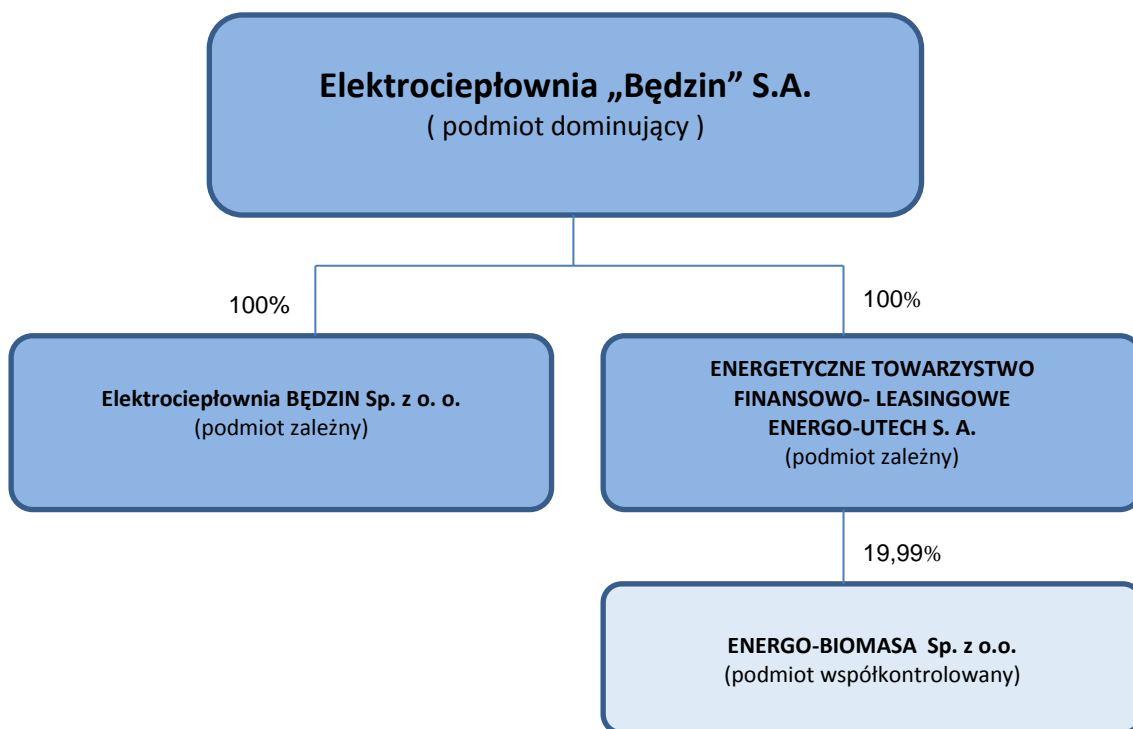 Elektrociepłownia „Będzin” S.A.
( podmiot dominujący )
100%
100%
Elektrociepłownia BĘDZIN Sp. z o. o.
(podmiot zależny)
ENERGETYCZNE TOWARZYSTWO
FINANSOWO- LEASINGOWE
ENERGO-UTECH S. A.
(podmiot zależny)
19,99%
ENERGO-BIOMASA Sp. z o.o.
(podmiot współkontrolowany)